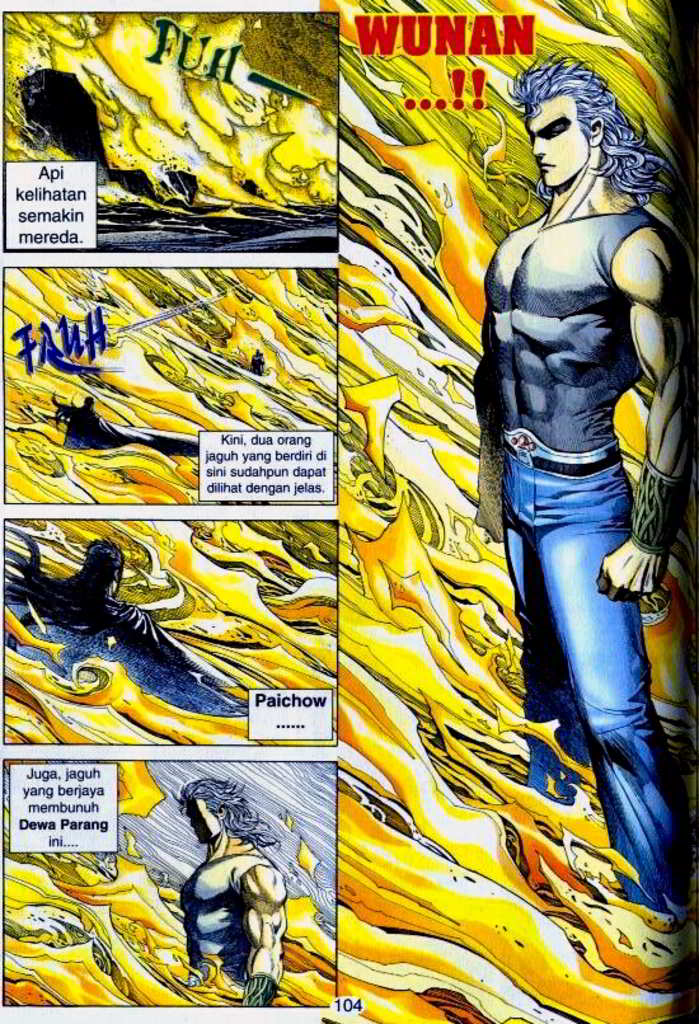 FUH
Api
kelihatan
semakin
mereda.
FRUH
Kini, dua orang
jaguh yang berdiri di
sini sudahpun dapat
dilihat dengan jelas.
Paichow
......
Juga, jaguh
yang berjaya
membunuh
Dewa Parang
ini....
WUNAN
...!!
104